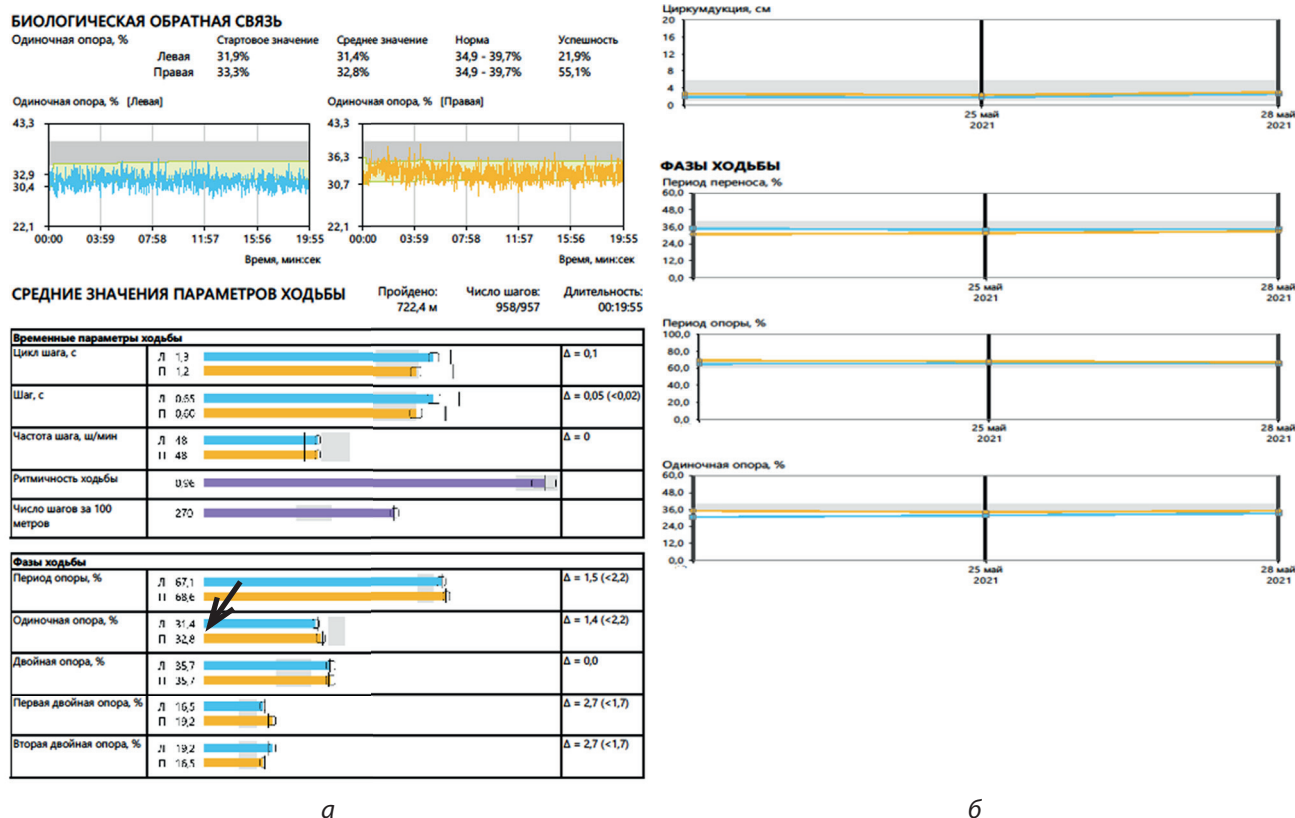 БИОЛОГИЧЕСКАЯ ОБРАТНАЯ СВЯЗЬ
Одиночная опора, % Стартовое значение Среднее значение Норма Успешность
Левая 31,9% 31,4% 34,9 - 39,7% 21,9%
Правая 33,3% 32,8% 34,9 - 39,7% 55,1%
Одиночная опора, % [Левая]
43,3
32,9
30,4
22,1
00:00 03:59 07:58 11:57 15:56 19:55
Время, мин:сек
Одиночная опора, % [Правая]
43,3
36,3
30,7
22,1
00:00 03:59 07:58 11:57 15:56 19:55
Время, мин:сек
СРЕДНИЕ ЗНАЧЕНИЯ ПАРАМЕТРОВ ХОДЬБЫ
Пройдено: Число шагов: Длительность:
722,4 м 958/957 00:19:55
Временные параметры ходьбы
Цикл шага, с Л 1,3 Δ = 0,1
П 1,2
Шаг, с Л 0,65 Δ = 0,05 (<0,02)
П 0,60
Частота шага, ш/мин Л 48 Δ = 0
П 48
Ритмичность ходьбы 0,96
Число шагов за 100 270
метров
Фазы ходьбы
Период опоры, % Л 67,1 Δ = 1,5 (<2,2)
П 68,6
Одиночная опора, % Л 31,4 Δ = 1,4 (<2,2)
П 32,8
Двойная опора, % Л 35,7 Δ = 0,0
П 35,7
Первая двойная опора, % Л 16,5 Δ = 2,7 (<1,7)
П 19,2
Вторая двойная опора, % Л 19,2 Δ = 2,7 (<1,7)
П 16,5
а
Циркумдукция, см
20
16
12
8
4
0
25 май 28 май
2021 2021
ФАЗЫ ХОДЬБЫ
Период переноса, %
60,0
48,0
36,0
24,0
12,0
0,0
25 май 28 май
2021 2021
Период опоры, %
100,0
80,0
60,0
40,0
20,0
0,0
25 май 28 май
2021 2021
Одиночная опора, %
60,0
48,0
36,0
24,0
12,0
0,0
25 май 28 май
2021 2021
б